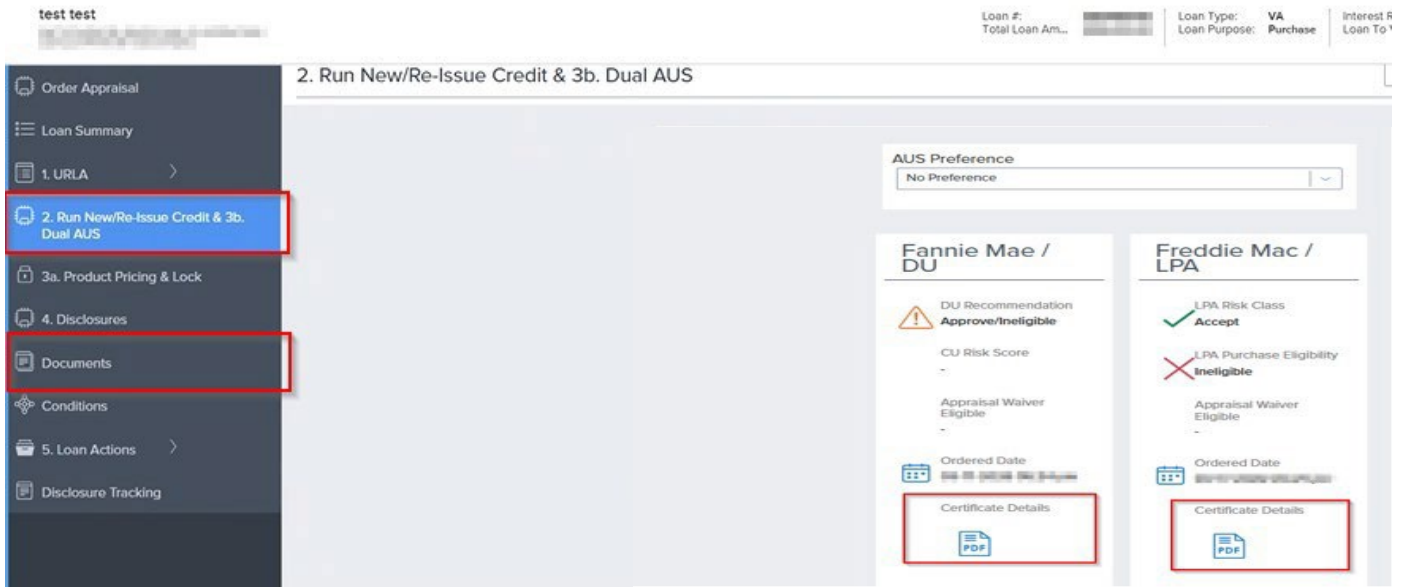 test test
Loan #:
Total Loan Am...
Loan Type: VA
Loan Purpose: Purchase
Interest R
Loan To V
Order Appraisal
Loan Summary
1. URLA
2. Run New/Re-Issue Credit & 3b.
Dual AUS
3a. Product Pricing & Lock
4. Disclosures
Documents
Conditions
5. Loan Actions
Disclosure Tracking
2. Run New/Re-Issue Credit & 3b. Dual AUS
AUS Preference
No Preference
Fannie Mae /
DU
DU Recommendation
Approve/Ineligible
CU Risk Score
-
Appraisal Waiver
Eligible
-
Ordered Date
Certificate Details
PDF
Freddie Mac /
LPA
LPA Risk Class
Accept
LPA Purchase Eligibility
Ineligible
Appraisal Waiver
Eligible
-
Ordered Date
Certificate Details
PDF